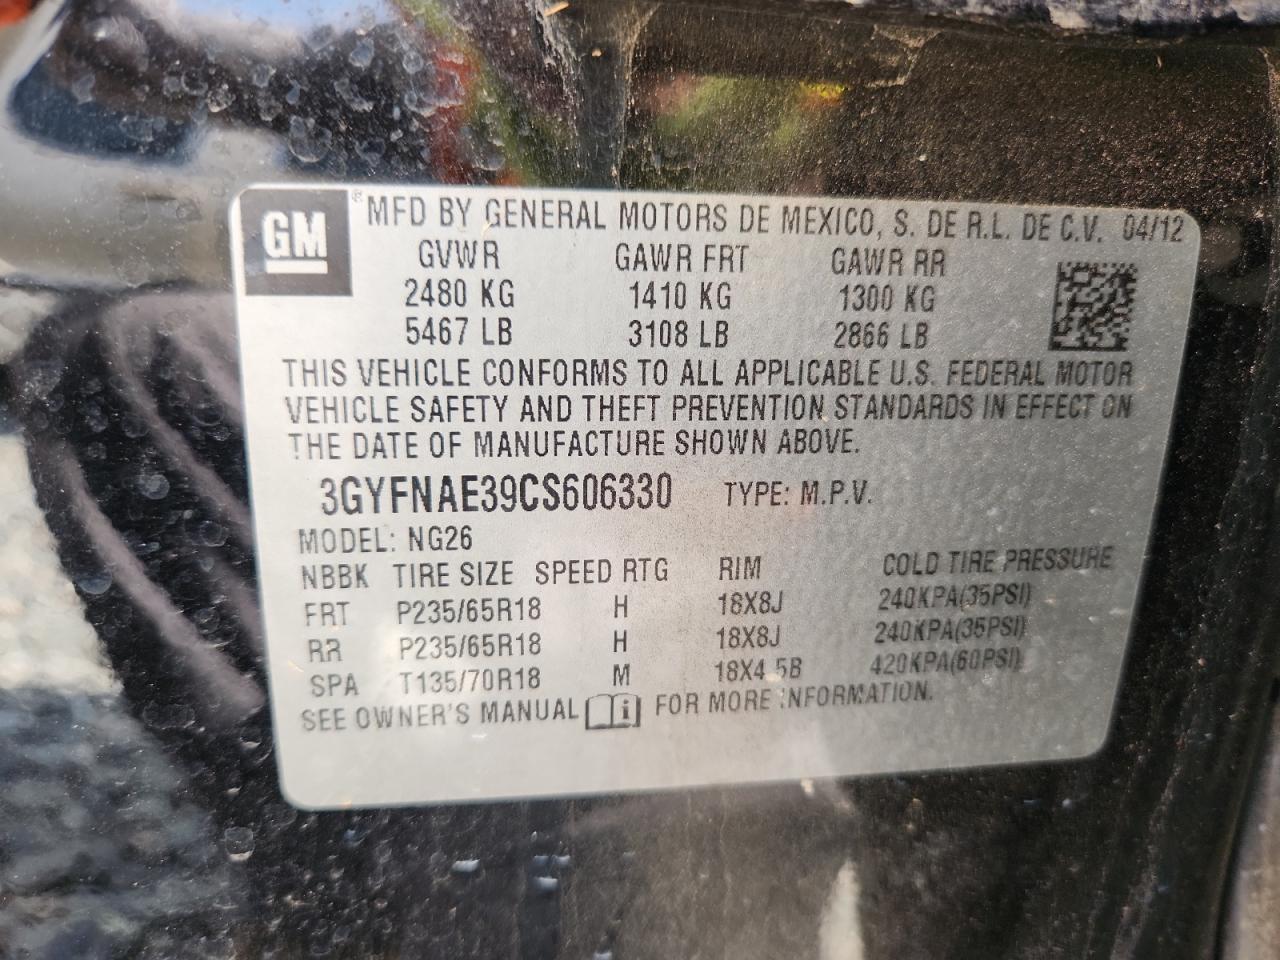 GM ® MFD BY GENERAL MOTORS DE MEXICO, S. DE R.L. DE C.V. 04/12
GVWR GAWR FRT GAWR RR
2480 KG 1410 KG 1300 KG
5467 LB 3108 LB 2866 LB
THIS VEHICLE CONFORMS TO ALL APPLICABLE U.S. FEDERAL MOTOR
VEHICLE SAFETY AND THEFT PREVENTION STANDARDS IN EFFECT ON
THE DATE OF MANUFACTURE SHOWN ABOVE.
3GYFNAE39CS606330 TYPE: M.P.V.
MODEL: NG26
NBBK TIRE SIZE SPEED RTG RIM COLD TIRE PRESSURE
FRT P235/65R18 H 18X8J 240KPA(35PSI)
RR P235/65R18 H 18X8J 240KPA(35PSI)
SPA T135/70R18 M 18X4.5B 420KPA(60PSI)
SEE OWNER'S MANUAL i FOR MORE INFORMATION.